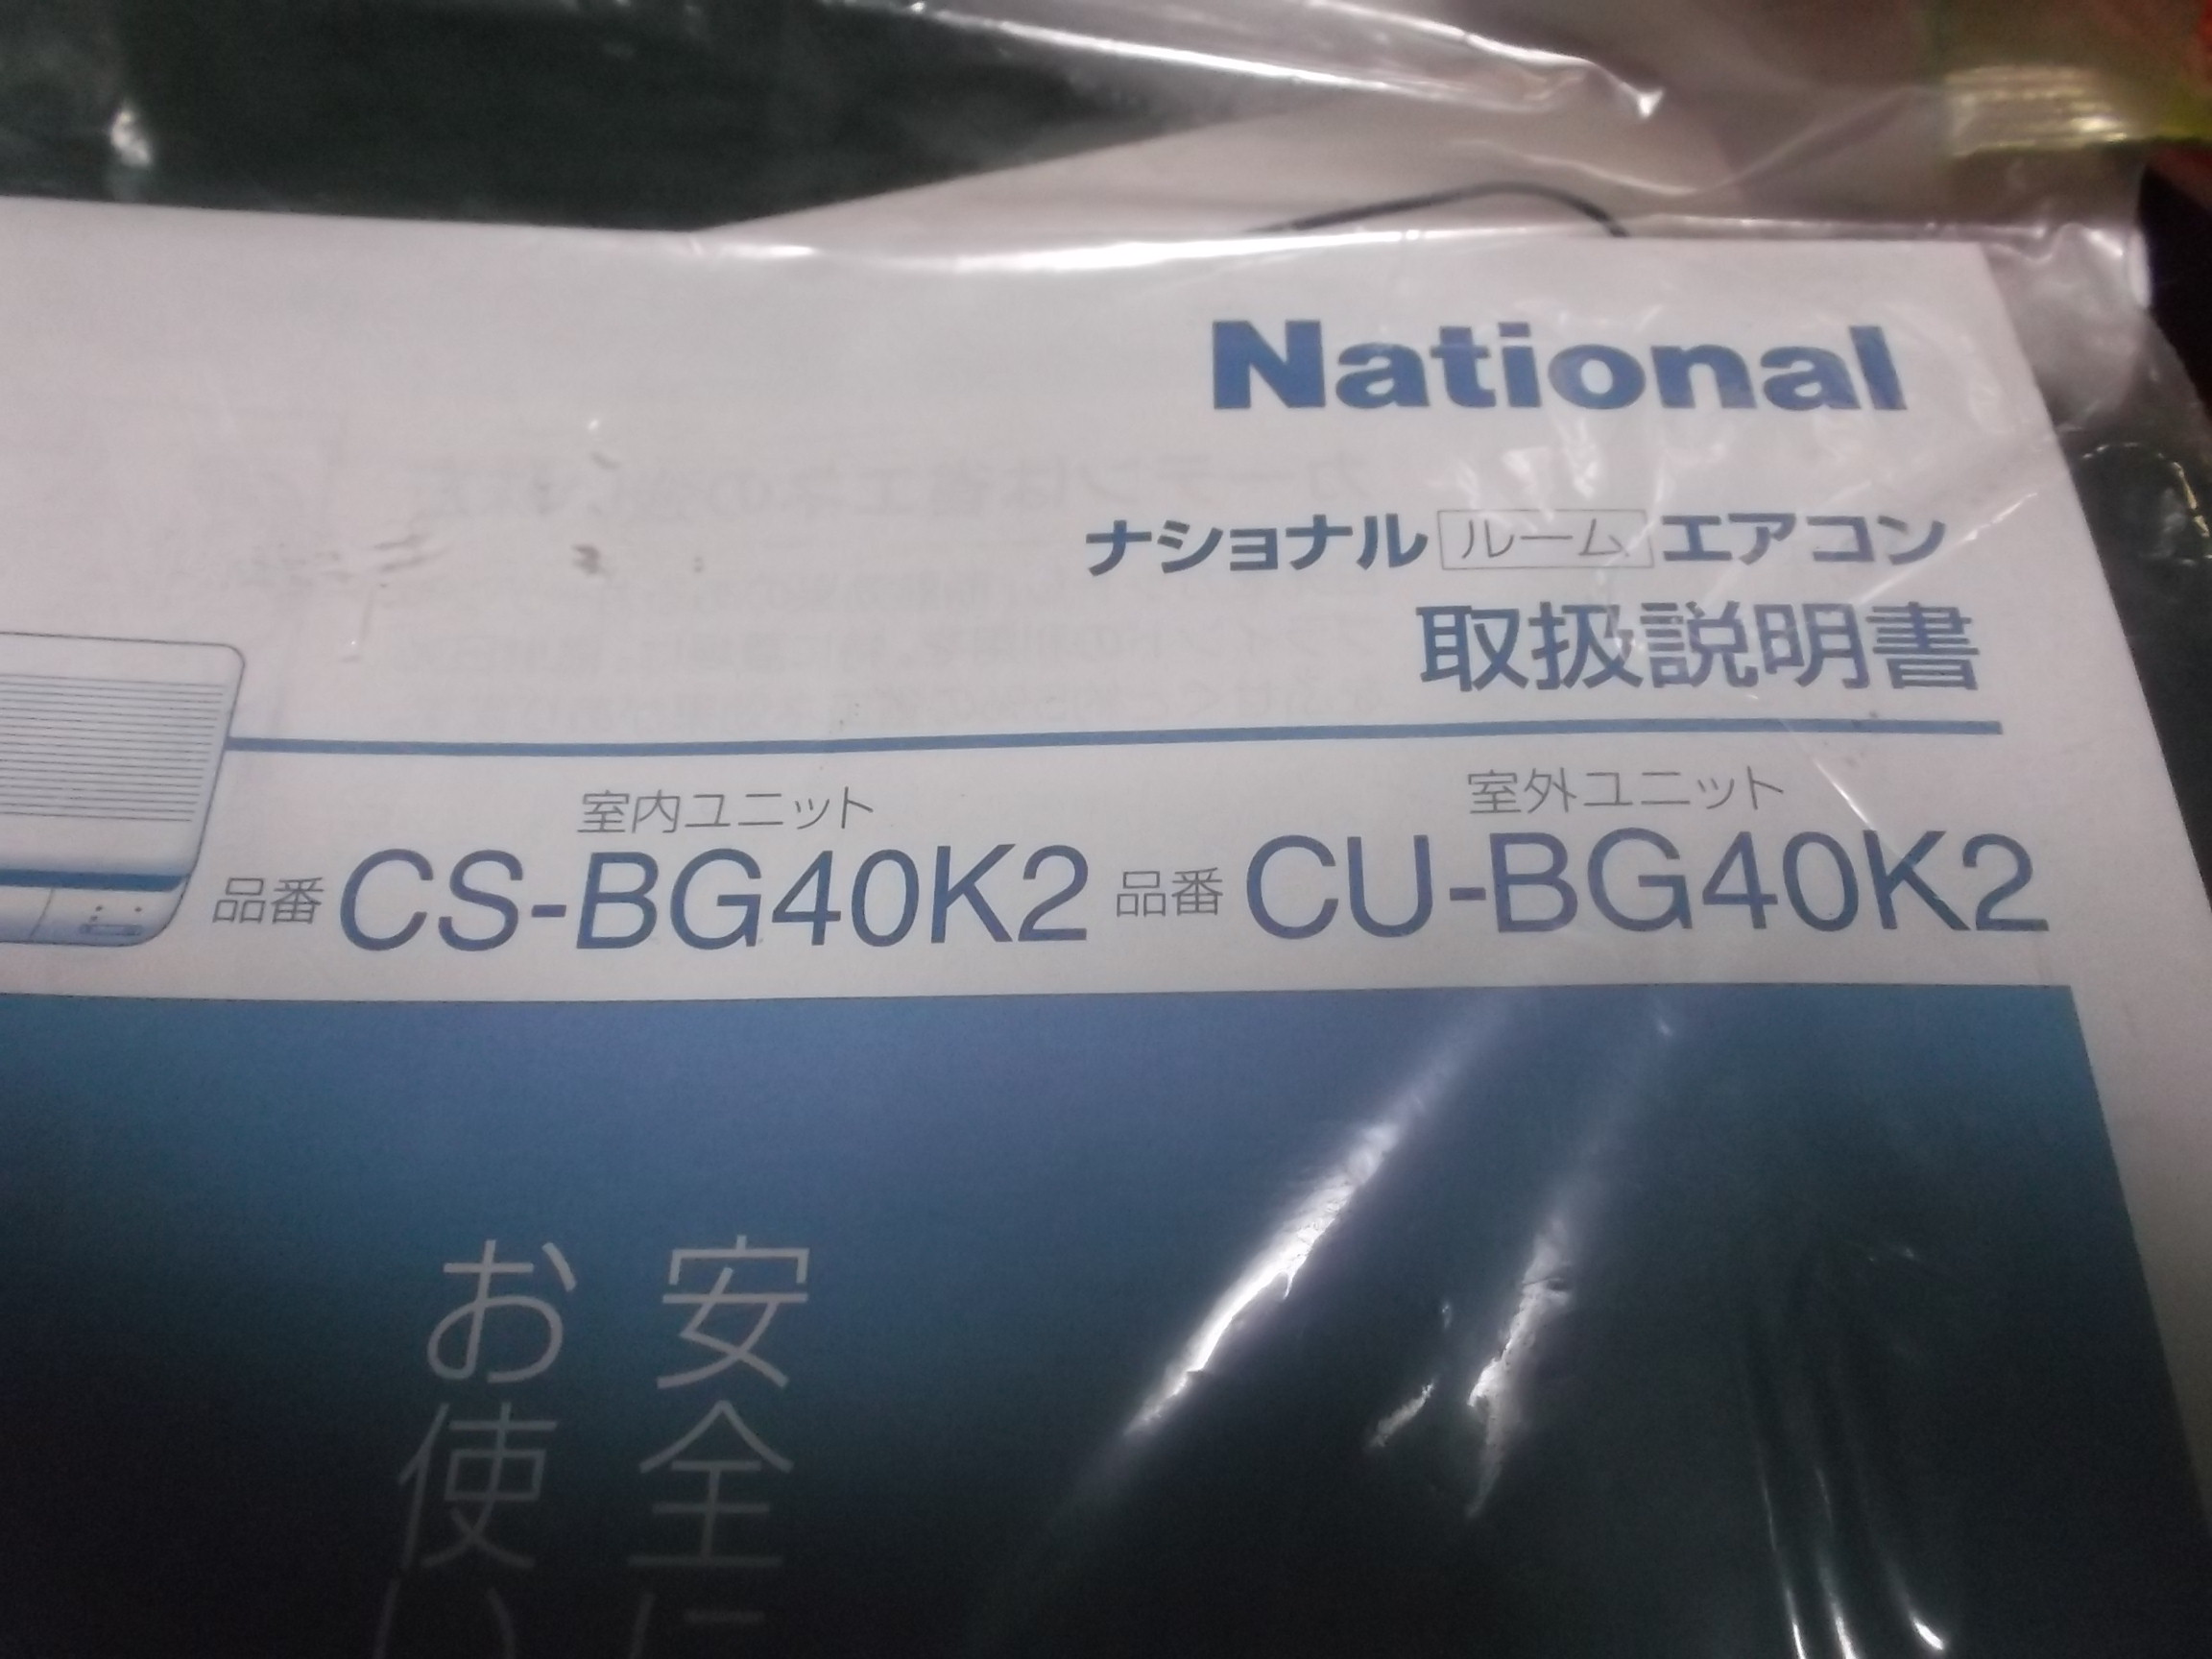 National
ナショナル ルーム エアコン
取扱説明書
室内ユニット 室外ユニット
品番 CS-BG40K2 品番 CU-BG40K2
安全に
お使い